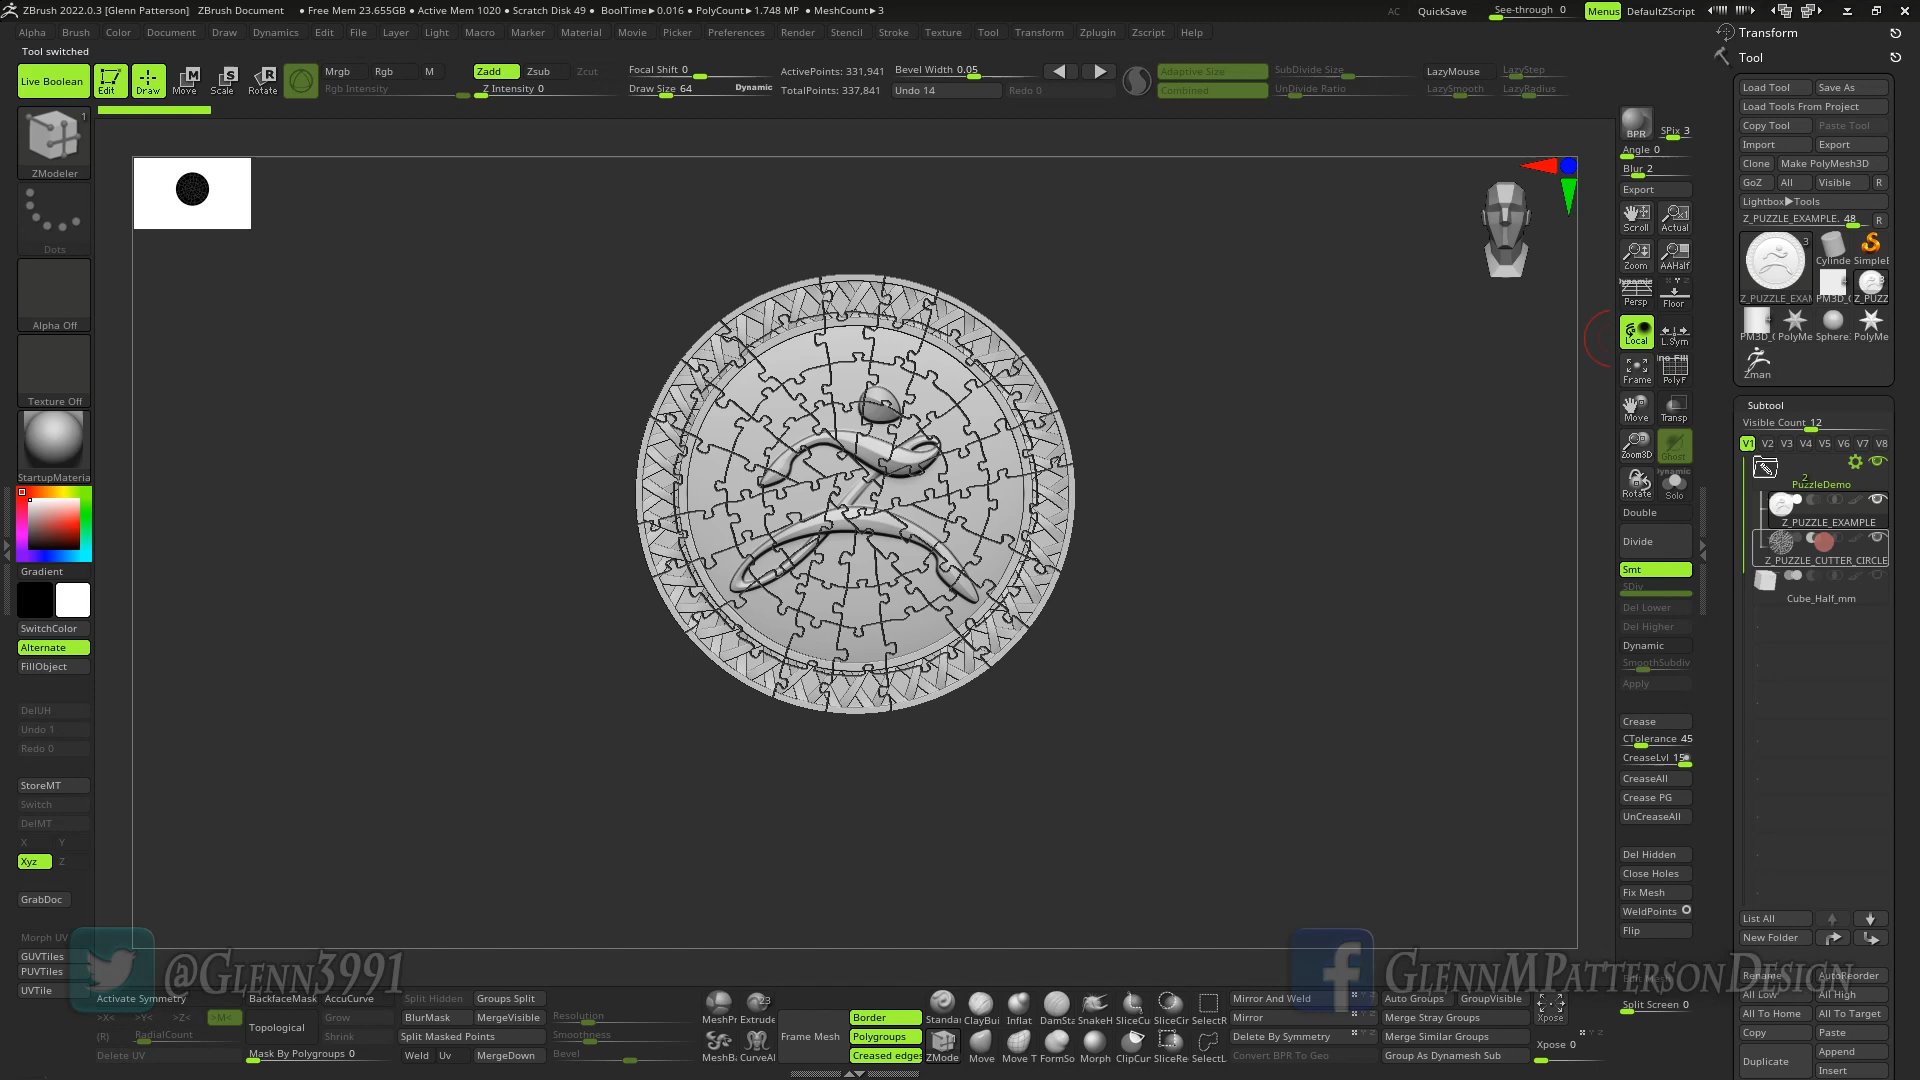 ZBrush 2022.0.3 [Glenn Patterson] ZBrush Document ● Free Mem 23.655GB ● Active Mem 1020 ● Scratch Disk 49 ● BoolTime▶0.016 ● PolyCount▶1.748 MP ● MeshCount▶3 AC QuickSave See-through 0 Menus DefaultZScript
Alpha Brush Color Document Draw Dynamics Edit File Layer Light Macro Marker Material Movie Picker Preferences Render Stencil Stroke Texture Tool Transform Zplugin Zscript Help
Tool switched
Live Boolean Edit Draw Move Scale Rotate
Mrgb Rgb M Zadd Zsub Zcut Focal Shift 0 ActivePoints: 331,941 Bevel Width 0.05 Adaptive Size SubDivide Size LazyMouse LazyStep
Rgb Intensity Z Intensity 0 Draw Size 64 Dynamic TotalPoints: 337,841 Undo 14 Redo 0 Combined UnDivide Ratio LazySmooth LazyRadius
1
ZModeler
Dots
Alpha Off
Texture Off
StartupMateria
Gradient
SwitchColor
Alternate
FillObject
DelUH
Undo 1
Redo 0
StoreMT
Switch
DelMT
X Y
Xyz Z
GrabDoc
Morph UV
GUVTiles
PUVTiles
UVTile
@Glenn3991
GlennMPattersonDesign
Activate Symmetry BackfaceMask AccuCurve Split Hidden Groups Split
>X< >Y< >Z< >M< Topological Grow BlurMask MergeVisible
(R) RadialCount Shrink Split Masked Points
Delete UV Mask By Polygroups 0 Weld Uv MergeDown
Resolution
Smoothness
Bevel
MeshPr Extrude 23
MeshB CurveAl
Frame Mesh
Border
Polygroups
Creased edges
Standa ClayBui Inflat DamSta SnakeH SliceCu SliceCir SelectR
ZMode Move Move T FormSo Morph ClipCur SliceRe SelectL
Mirror And Weld Auto Groups GroupVisible
Mirror Merge Stray Groups
Delete By Symmetry Merge Similar Groups
Convert BPR To Geo Group As Dynamesh Sub
Xpose
Xpose 0
BPR SPix 3
Angle 0
Blur 2
Export
Scroll Actual
Zoom AAHalf
Dynamic
Persp Floor
Local L.Sym
Frame PolyF
Move Transp
Zoom3D Ghost
Dynamic
Rotate Solo
Double
Divide
Smt
SDiv
Del Lower
Del Higher
Dynamic
SmoothSubdiv
Apply
Crease
CTolerance 45
CreaseLvl 15
CreaseAll
Crease PG
UnCreaseAll
Del Hidden
Close Holes
Fix Mesh
WeldPoints
Flip
Split Screen 0
Transform
Tool
Load Tool Save As
Load Tools From Project
Copy Tool Paste Tool
Import Export
Clone Make PolyMesh3D
GoZ All Visible R
Lightbox▶Tools
Z_PUZZLE_EXAMPLE. 48 R
3
Cylinde SimpleE
Z_PUZZLE_EXAM PM3D_C Z_PUZZ
PM3D_C PolyMe Sphere. PolyMe
Zman
Subtool
Visible Count 12
V1 V2 V3 V4 V5 V6 V7 V8
2
PuzzleDemo
Z_PUZZLE_EXAMPLE
Z_PUZZLE_CUTTER_CIRCLE
Cube_Half_mm
List All
New Folder
Rename AutoReorder
All Low All High
All To Home All To Target
Copy Paste
Duplicate Append
Insert